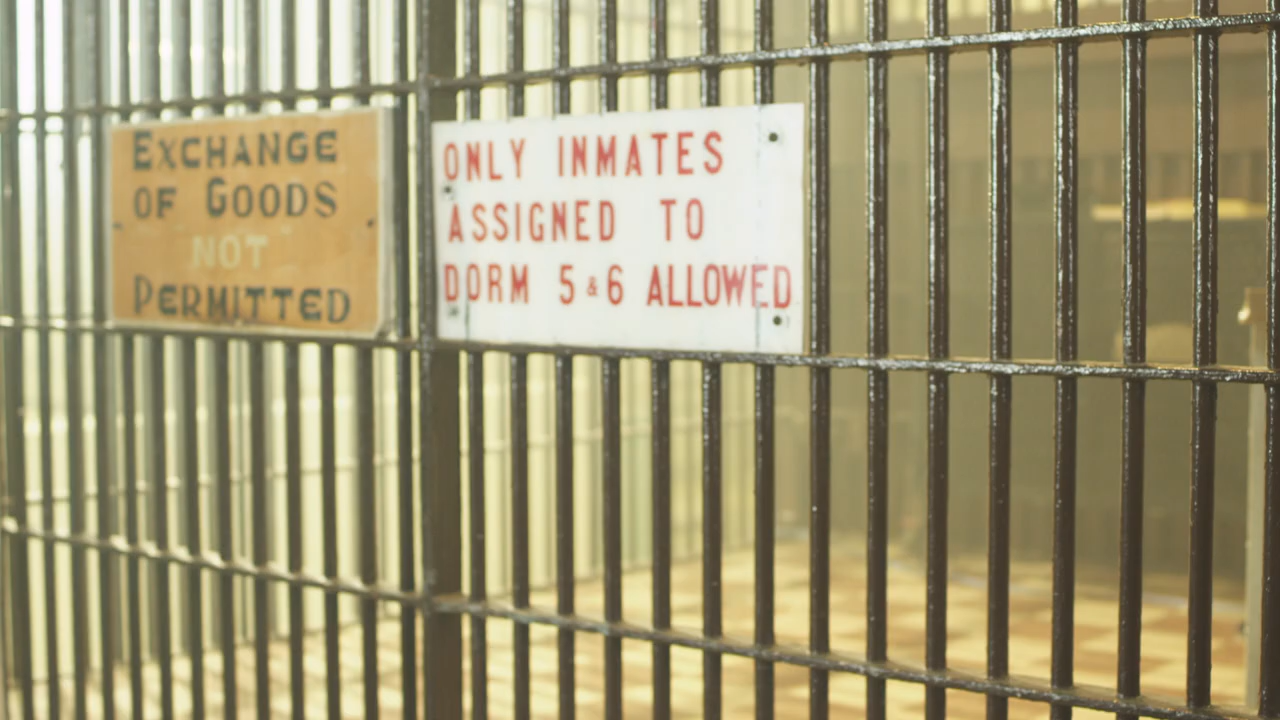 EXCHANGE
OF GOODS
NOT
PERMITTED
ONLY INMATES
ASSIGNED TO
DORM 5 & 6 ALLOWED